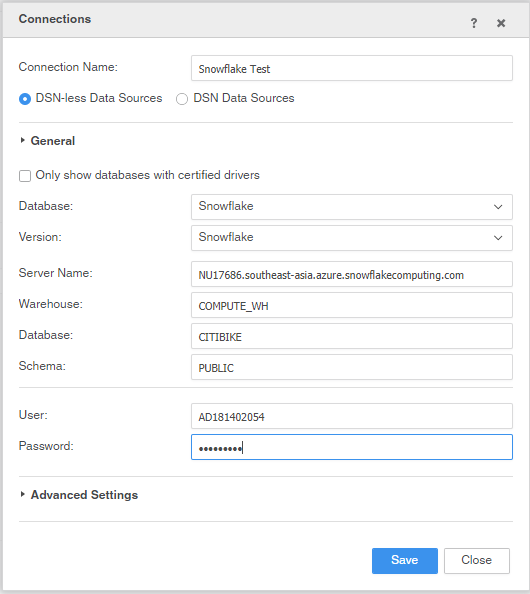 Connections ?
Connection Name: Snowflake Test
DSN-less Data Sources DSN Data Sources
General
Only show databases with certified drivers
Database: Snowflake
Version: Snowflake
Server Name: NU17686.southeast-asia.azure.snowflakecomputing.com
Warehouse: COMPUTE_WH
Database: CITIBIKE
Schema: PUBLIC
User: AD181402054
Password: •••••••••
Advanced Settings
Save Close